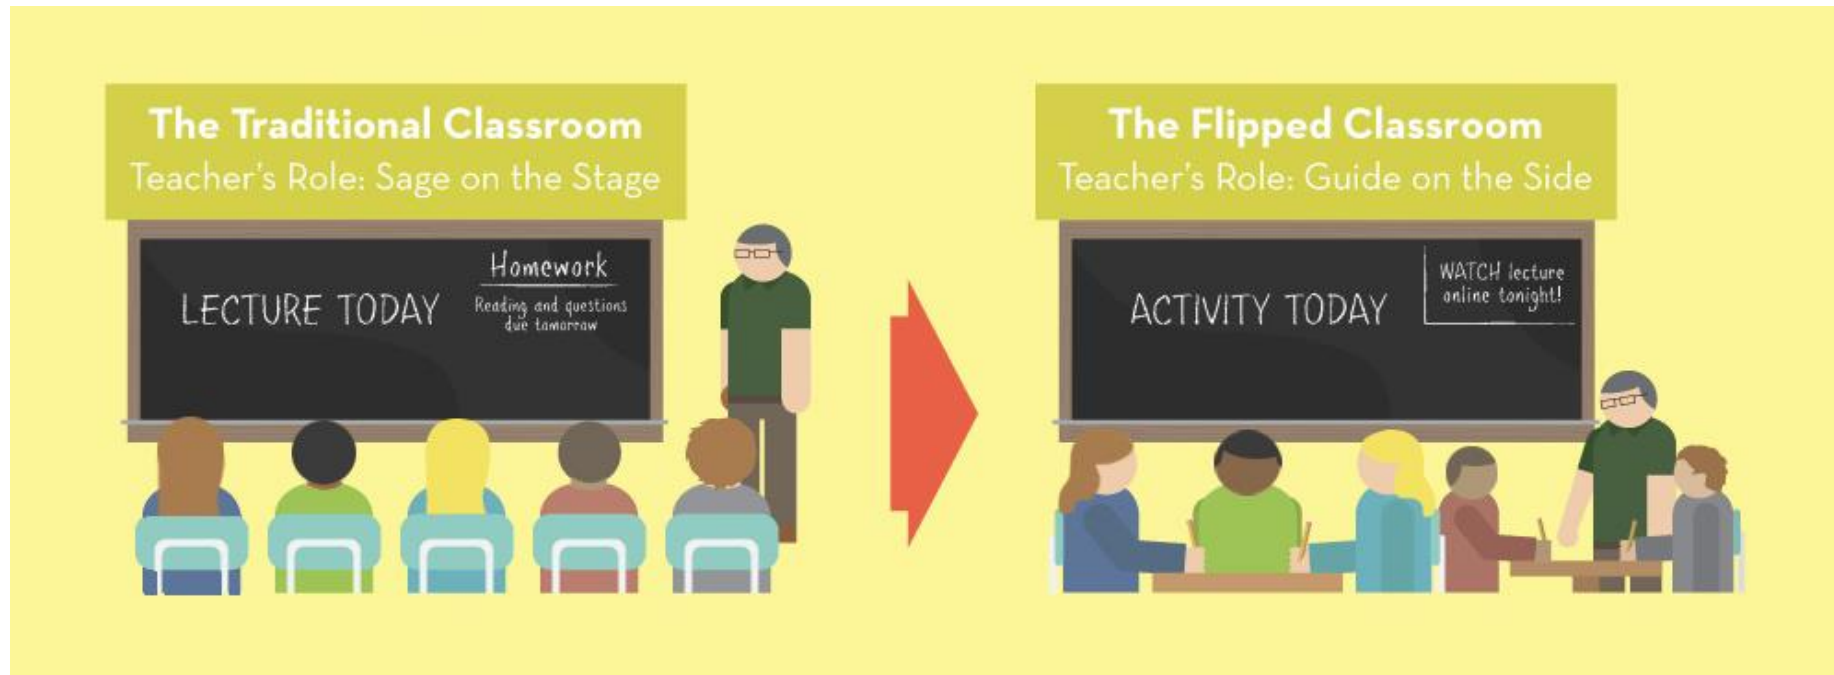 The Traditional Classroom
Teacher's Role: Sage on the Stage
LECTURE TODAY
Homework
Reading and questions
due tomorrow
The Flipped Classroom
Teacher's Role: Guide on the Side
ACTIVITY TODAY
WATCH lecture
online tonight!